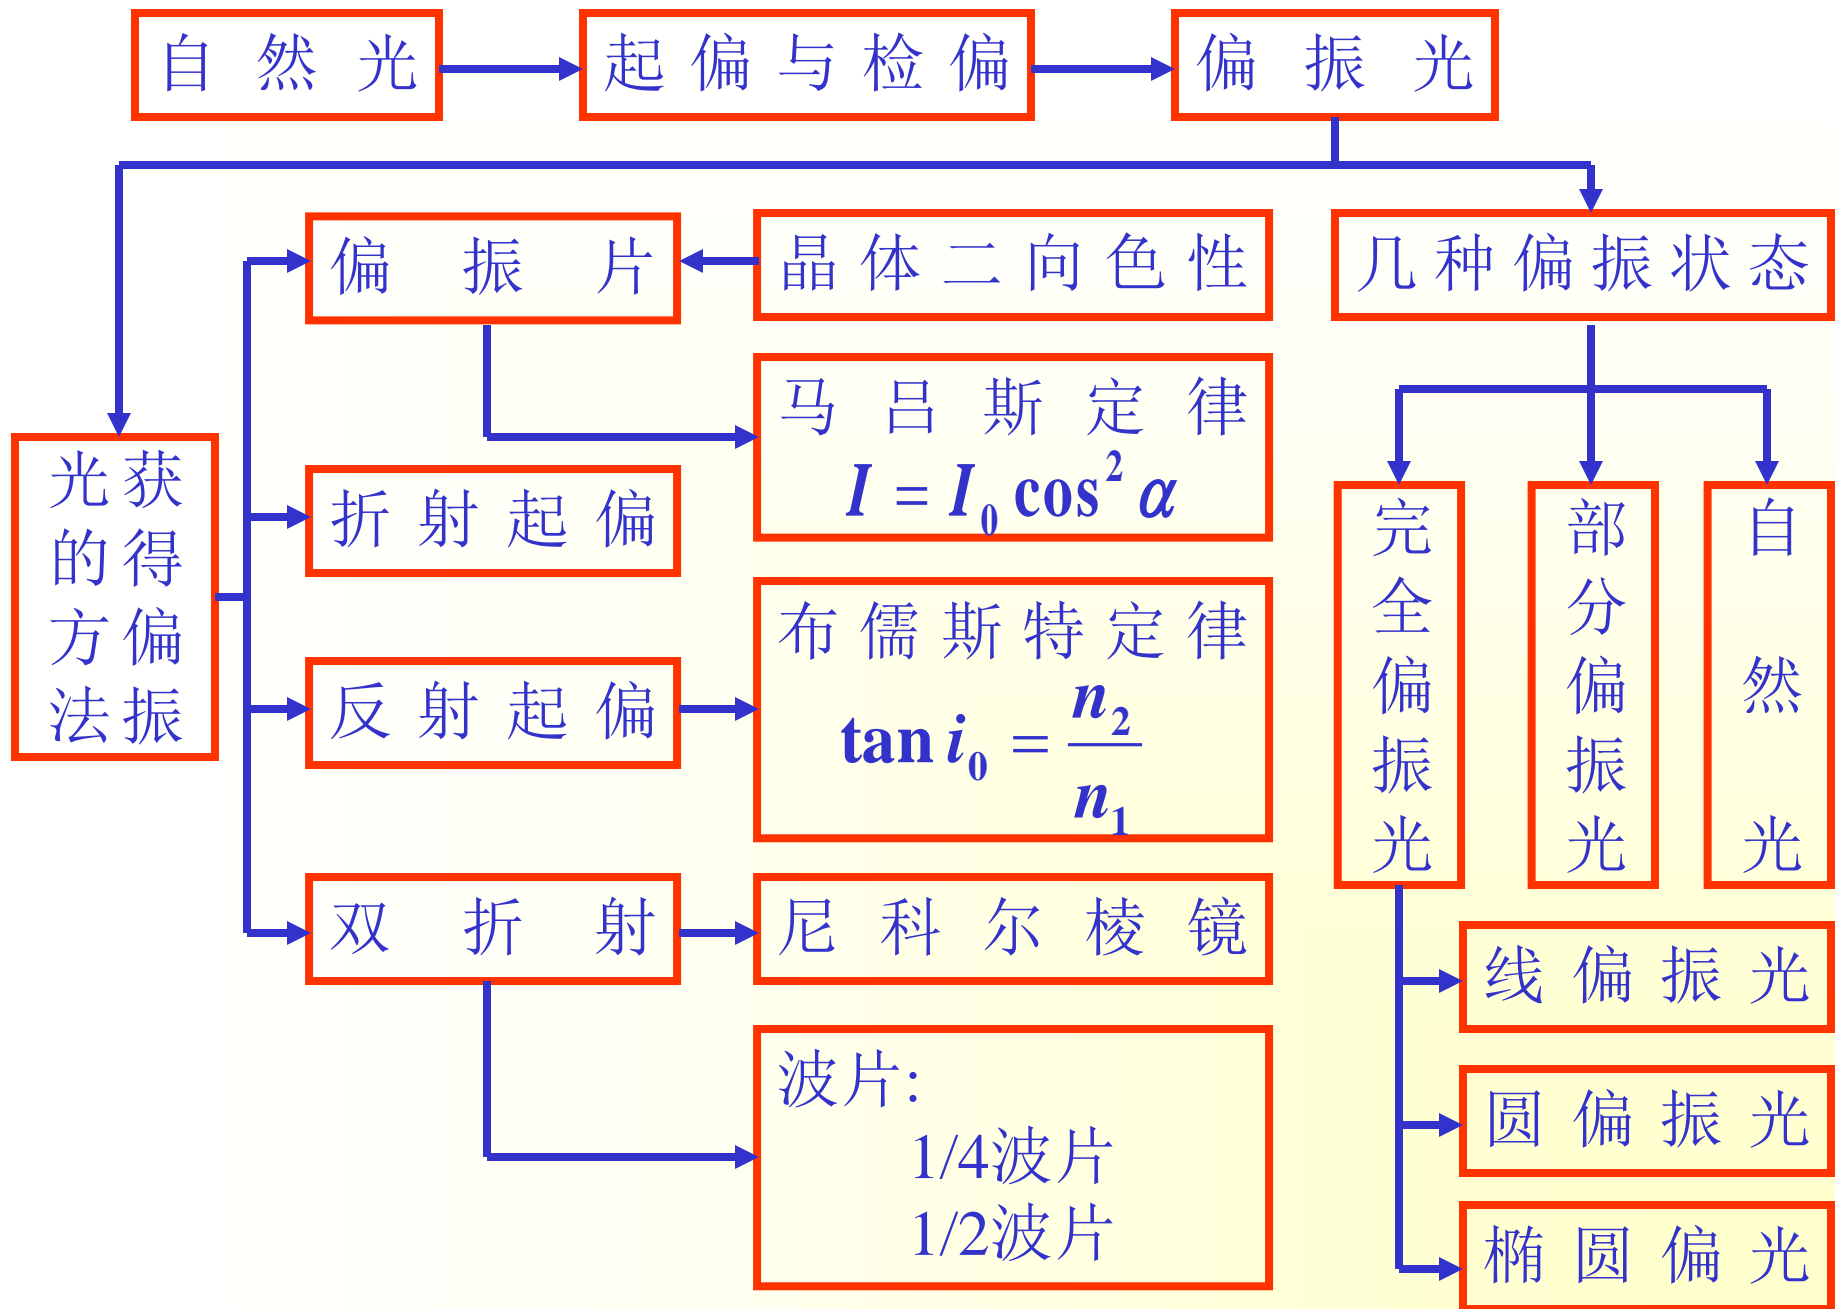 自然光
起偏与检偏
偏振光
偏振片
晶体二向色性
几种偏振状态
马吕斯定律
I = I₀ cos² α
获得偏振
光的方法
折射起偏
反射起偏
布儒斯特定律
tan i₀ = n₂/n₁
双折射
尼科尔棱镜
波片:
1/4波片
1/2波片
完全偏振光
部分偏振光
自然光
线偏振光
圆偏振光
椭圆偏光